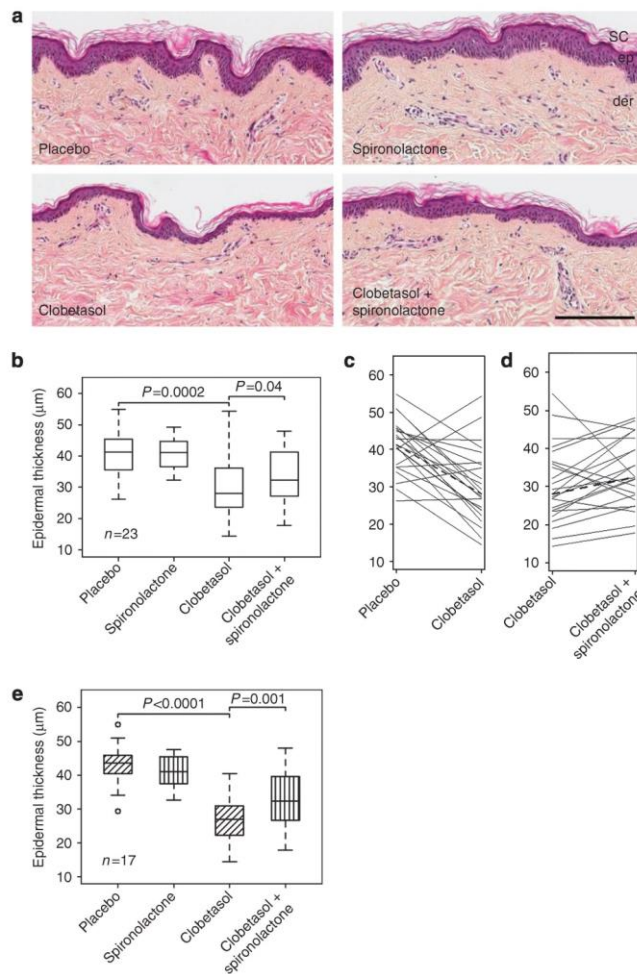 a
SC
ep
der
Placebo
Spironolactone
Clobetasol
Clobetasol +
spironolactone
b
Epidermal thickness (μm)
60
50
40
30
20
10
P=0.0002
P=0.04
n=23
Placebo
Spironolactone
Clobetasol
Clobetasol +
spironolactone
c
60
50
40
30
20
10
Placebo
Clobetasol
d
60
50
40
30
20
10
Clobetasol
Clobetasol +
spironolactone
e
Epidermal thickness (μm)
60
50
40
30
20
10
P<0.0001
P=0.001
n=17
Placebo
Spironolactone
Clobetasol
Clobetasol +
spironolactone